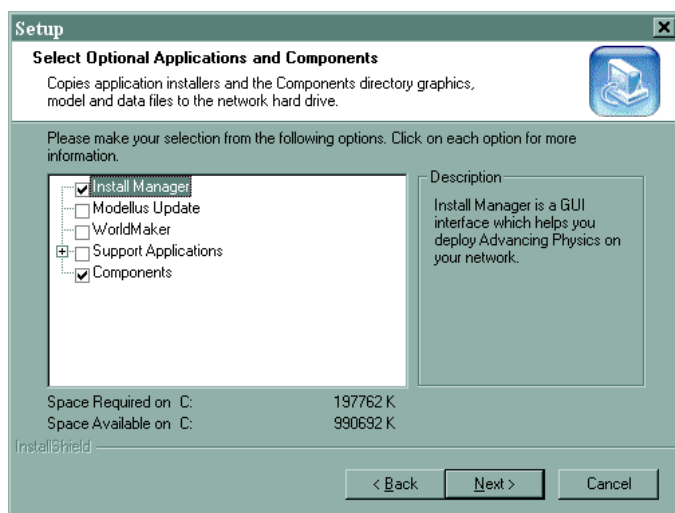 Setup
Select Optional Applications and Components
Copies application installers and the Components directory graphics,
model and data files to the network hard drive.
Please make your selection from the following options. Click on each option for more
information.
Install Manager
Modellus Update
WorldMaker
Support Applications
Components
Description
Install Manager is a GUI
interface which helps you
deploy Advancing Physics on
your network.
Space Required on C: 197762 K
Space Available on C: 990692 K
InstallShield
< Back Next > Cancel